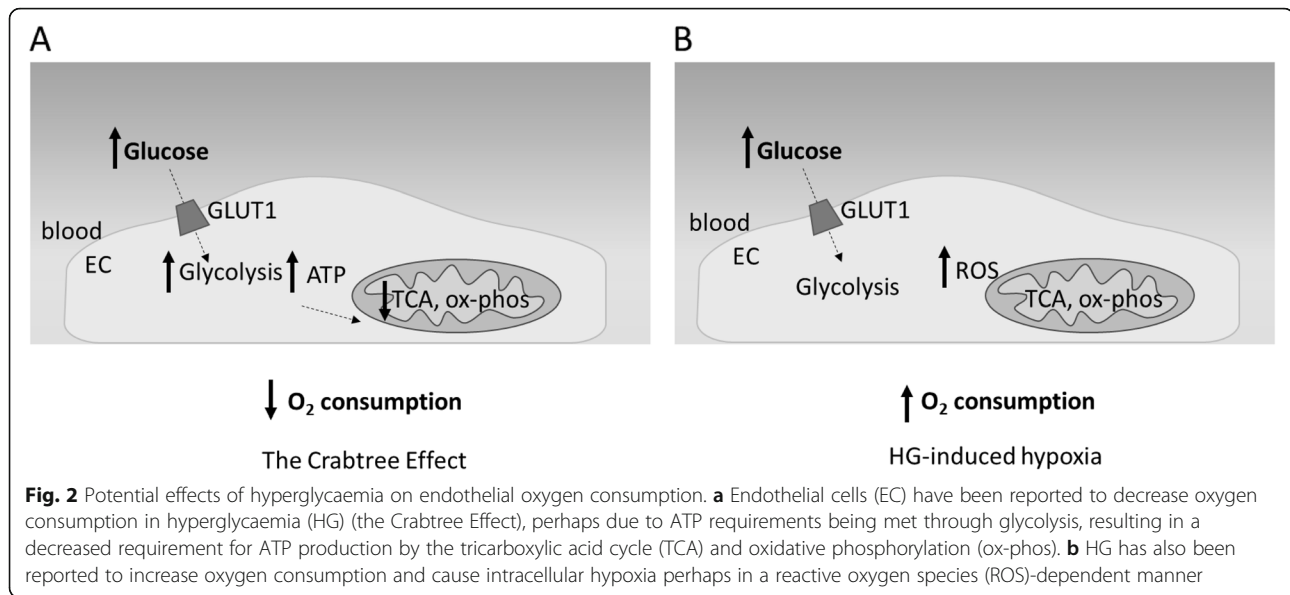 A
↑ Glucose
GLUT1
blood
EC
↑ Glycolysis ↑ ATP
↓ TCA, ox-phos
↓ O₂ consumption
The Crabtree Effect
B
↑ Glucose
GLUT1
blood
EC
Glycolysis
↑ ROS
TCA, ox-phos
↑ O₂ consumption
HG-induced hypoxia
Fig. 2 Potential effects of hyperglycaemia on endothelial oxygen consumption. a Endothelial cells (EC) have been reported to decrease oxygen
consumption in hyperglycaemia (HG) (the Crabtree Effect), perhaps due to ATP requirements being met through glycolysis, resulting in a
decreased requirement for ATP production by the tricarboxylic acid cycle (TCA) and oxidative phosphorylation (ox-phos). b HG has also been
reported to increase oxygen consumption and cause intracellular hypoxia perhaps in a reactive oxygen species (ROS)-dependent manner